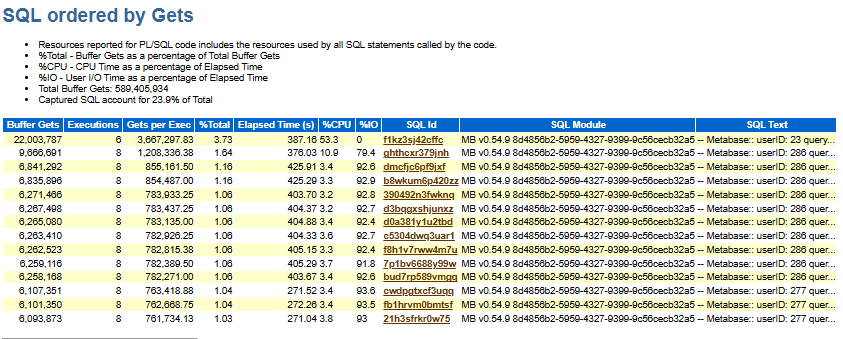 SQL ordered by Gets
Resources reported for PL/SQL code includes the resources used by all SQL statements called by the code.
%Total - Buffer Gets as a percentage of Total Buffer Gets
%CPU - CPU Time as a percentage of Elapsed Time
%IO - User I/O Time as a percentage of Elapsed Time
Total Buffer Gets: 589,405,934
Captured SQL account for 23.9% of Total
Buffer Gets Executions Gets per Exec %Total Elapsed Time (s) %CPU %IO SQL Id SQL Module SQL Text
22,003,787 6 3,667,297.83 3.73 387.16 53.3 0 f1kz3sj42cffc MB v0.54.9 8d4856b2-5959-4327-9399-9c56cecb32a5 -- Metabase:: userID: 23 query...
9,666,691 8 1,208,336.38 1.64 376.03 10.9 79.4 ghthcxr379jnh MB v0.54.9 8d4856b2-5959-4327-9399-9c56cecb32a5 -- Metabase:: userID: 286 quer...
6,841,292 8 855,161.50 1.16 425.91 3.4 92.6 dmcfjc6pf9jxf MB v0.54.9 8d4856b2-5959-4327-9399-9c56cecb32a5 -- Metabase:: userID: 286 quer...
6,835,896 8 854,487.00 1.16 425.29 3.3 92.9 b8wkum6p420zz MB v0.54.9 8d4856b2-5959-4327-9399-9c56cecb32a5 -- Metabase:: userID: 286 quer...
6,271,466 8 783,933.25 1.06 403.70 3.2 92.8 390492n3fwknq MB v0.54.9 8d4856b2-5959-4327-9399-9c56cecb32a5 -- Metabase:: userID: 286 quer...
6,267,498 8 783,437.25 1.06 404.37 3.2 92.7 d3bqgxshjunxz MB v0.54.9 8d4856b2-5959-4327-9399-9c56cecb32a5 -- Metabase:: userID: 286 quer...
6,265,080 8 783,135.00 1.06 404.88 3.4 92.4 d0a381y1u2tbd MB v0.54.9 8d4856b2-5959-4327-9399-9c56cecb32a5 -- Metabase:: userID: 286 quer...
6,263,410 8 782,926.25 1.06 404.33 3.6 92.7 c5304dwq3uar1 MB v0.54.9 8d4856b2-5959-4327-9399-9c56cecb32a5 -- Metabase:: userID: 286 quer...
6,262,523 8 782,815.38 1.06 405.15 3.3 92.4 f8h1v7rww4m7u MB v0.54.9 8d4856b2-5959-4327-9399-9c56cecb32a5 -- Metabase:: userID: 286 quer...
6,259,116 8 782,389.50 1.06 405.29 3.7 91.8 7p1bv6688y99w MB v0.54.9 8d4856b2-5959-4327-9399-9c56cecb32a5 -- Metabase:: userID: 286 quer...
6,258,168 8 782,271.00 1.06 403.67 3.4 92.6 bud7rp589vmgq MB v0.54.9 8d4856b2-5959-4327-9399-9c56cecb32a5 -- Metabase:: userID: 286 quer...
6,107,351 8 763,418.88 1.04 271.52 3.4 93.6 cwdpgtxcf3uqq MB v0.54.9 8d4856b2-5959-4327-9399-9c56cecb32a5 -- Metabase:: userID: 277 quer...
6,101,350 8 762,668.75 1.04 272.26 3.4 93.5 fb1hrvm0bmtsf MB v0.54.9 8d4856b2-5959-4327-9399-9c56cecb32a5 -- Metabase:: userID: 277 quer...
6,093,873 8 761,734.13 1.03 271.04 3.8 93 21h3sfrkr0w75 MB v0.54.9 8d4856b2-5959-4327-9399-9c56cecb32a5 -- Metabase:: userID: 277 quer...